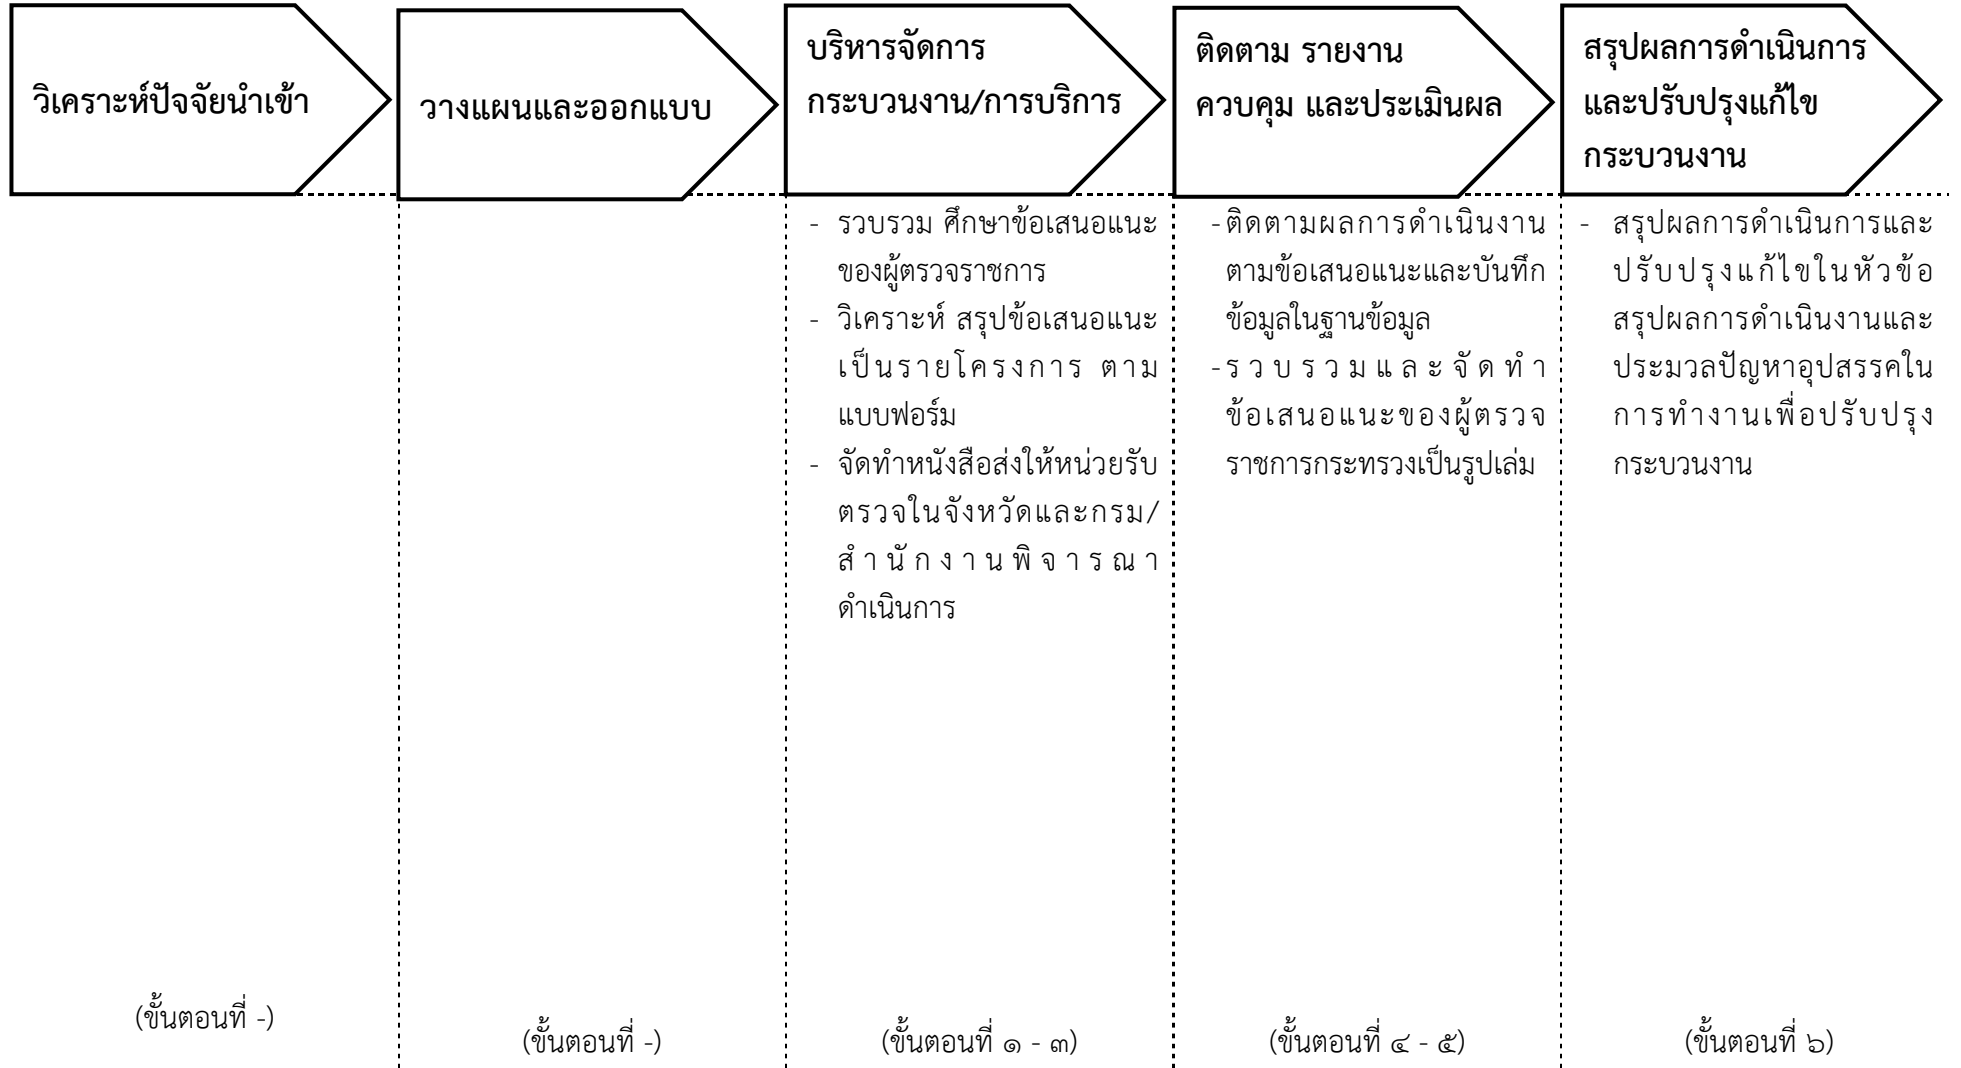 วิเคราะห์ปัจจัยนำเข้า
(ขั้นตอนที่ -)
วางแผนและออกแบบ
(ขั้นตอนที่ -)
บริหารจัดการ
กระบวนงาน/การบริการ
- รวบรวม ศึกษาข้อเสนอแนะ
ของผู้ตรวจราชการ
- วิเคราะห์ สรุปข้อเสนอแนะ
เป็นรายโครงการ ตาม
แบบฟอร์ม
- จัดทำหนังสือส่งให้หน่วยรับ
ตรวจในจังหวัดและกรม/
สำนักงานพิจารณา
ดำเนินการ
(ขั้นตอนที่ ๑ - ๓)
ติดตาม รายงาน
ควบคุม และประเมินผล
-ติดตามผลการดำเนินงาน
ตามข้อเสนอแนะและบันทึก
ข้อมูลในฐานข้อมูล
-รวบรวมและจัดทำ
ข้อเสนอแนะของผู้ตรวจ
ราชการกระทรวงเป็นรูปเล่ม
(ขั้นตอนที่ ๔ - ๕)
สรุปผลการดำเนินการ
และปรับปรุงแก้ไข
กระบวนงาน
- สรุปผลการดำเนินการและ
ปรับปรุงแก้ไขในหัวข้อ
สรุปผลการดำเนินงานและ
ประมวลปัญหาอุปสรรคใน
การทำงานเพื่อปรับปรุง
กระบวนงาน
(ขั้นตอนที่ ๖)